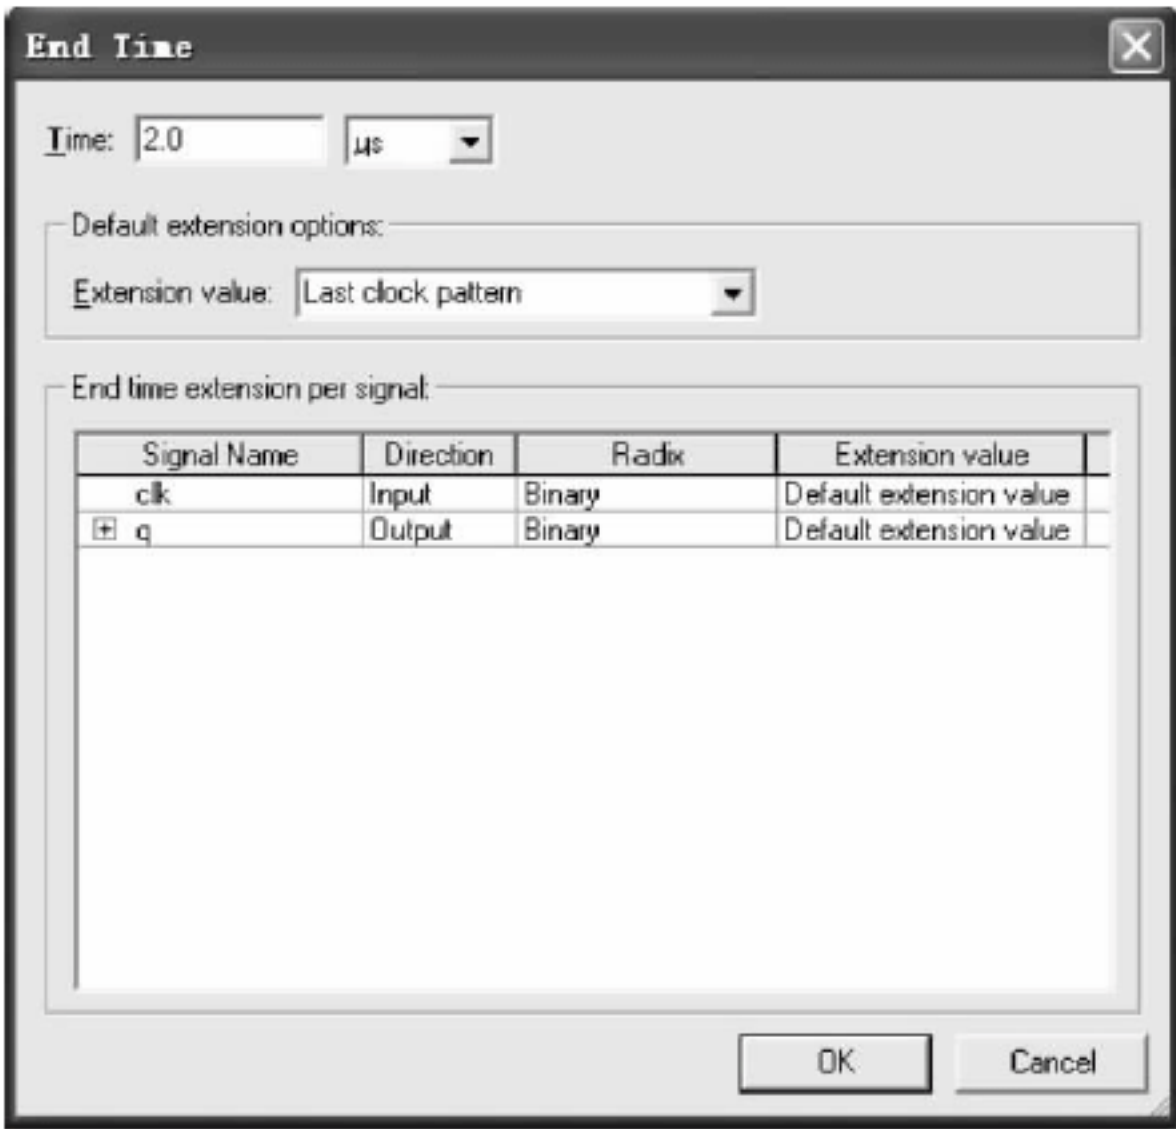 End Time
Time: 2.0 µs
Default extension options:
Extension value: Last clock pattern
End time extension per signal:
Signal Name Direction Radix Extension value
clk Input Binary Default extension value
q Output Binary Default extension value
OK Cancel